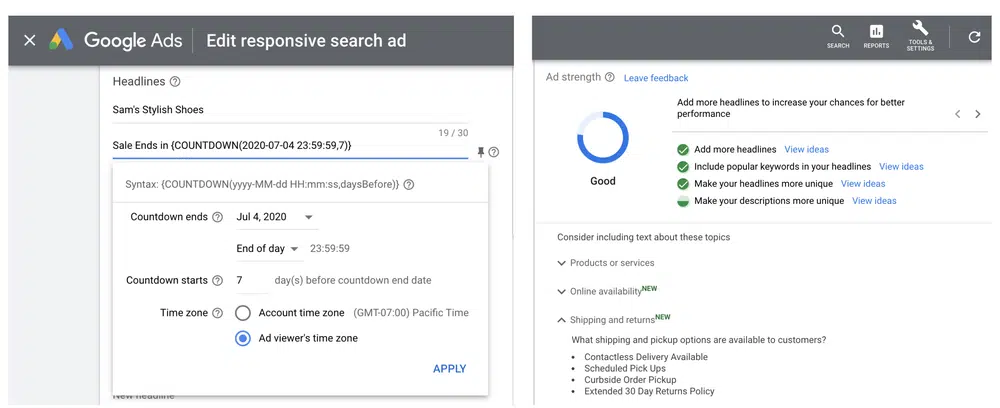 Google Ads
Edit responsive search ad
Headlines
Sam's Stylish Shoes
19 / 30
Sale Ends in {COUNTDOWN(2020-07-04 23:59:59,7)}
Syntax: {COUNTDOWN(yyyy-MM-dd HH:mm:ss,daysBefore)}
Countdown ends Jul 4, 2020
End of day 23:59:59
Countdown starts 7 day(s) before countdown end date
Time zone Account time zone (GMT-07:00) Pacific Time
Ad viewer's time zone
APPLY
New headline
SEARCH
REPORTS
TOOLS &
SETTINGS
Ad strength Leave feedback
Good
Add more headlines to increase your chances for better
performance
Add more headlines View ideas
Include popular keywords in your headlines View ideas
Make your headlines more unique View ideas
Make your descriptions more unique View ideas
Consider including text about these topics
Products or services
Online availability NEW
Shipping and returns NEW
What shipping and pickup options are available to customers?
• Contactless Delivery Available
• Scheduled Pick Ups
• Curbside Order Pickup
• Extended 30 Day Returns Policy